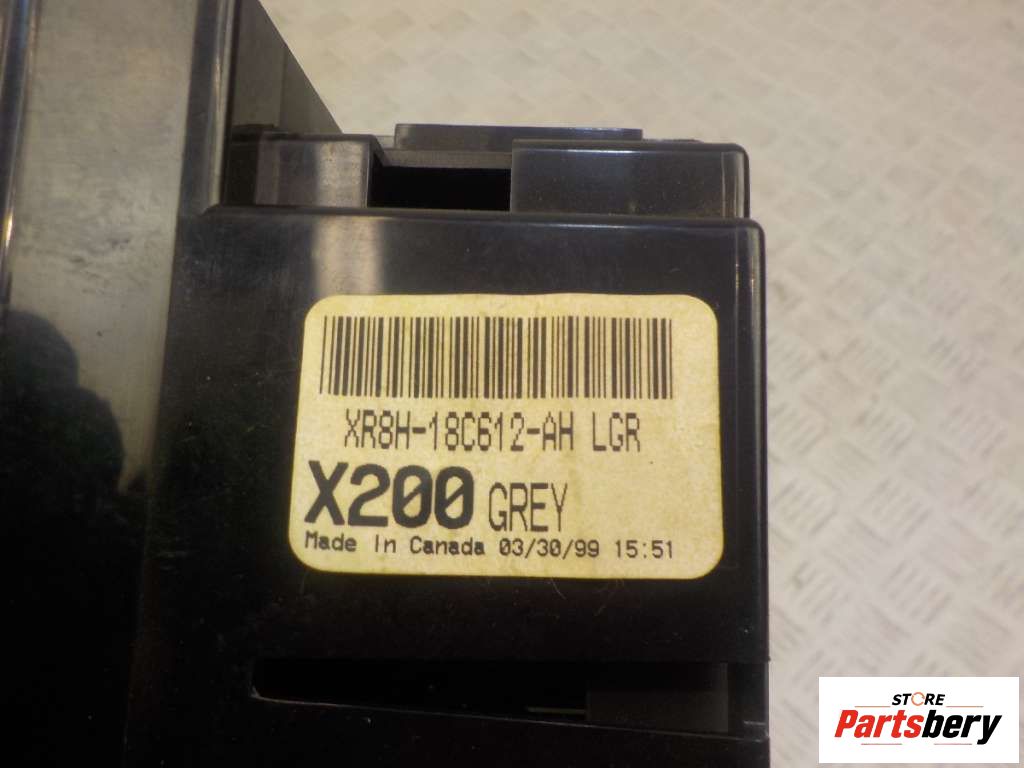 XR8H-18C612-AH LGR
X200 GREY
Made In Canada 03/30/99 15:51
STORE
Partsbery